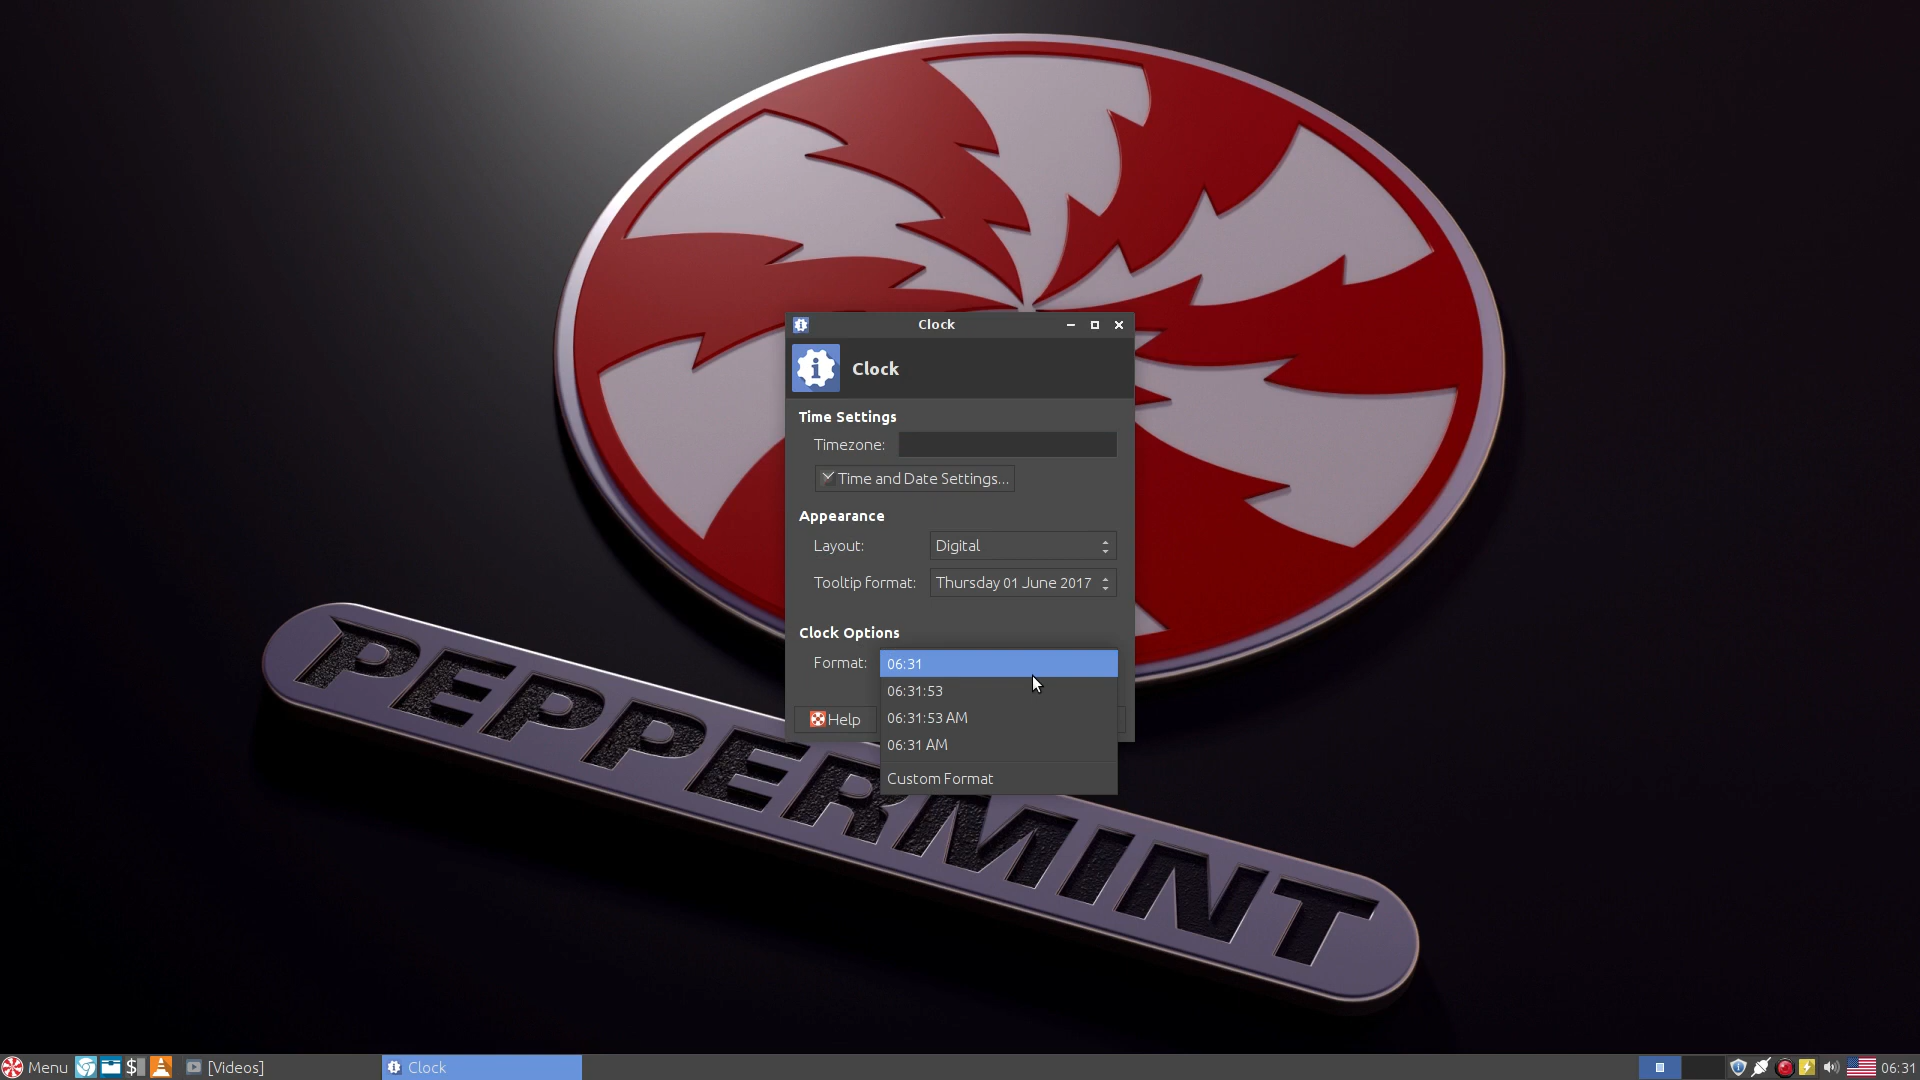 Clock
Clock
Time Settings
Timezone:
Time and Date Settings...
Appearance
Layout: Digital
Tooltip format: Thursday 01 June 2017
Clock Options
Format: 06:31
06:31:53
Help 06:31:53 AM
06:31 AM
Custom Format
PEPPERMINT
Menu $ [Videos] Clock 06:31